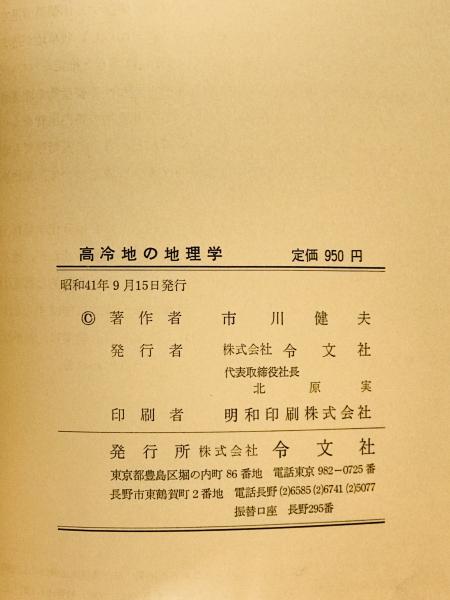 高冷地の地理学 定価 950 円
昭和41年9月15日発行
© 著作者 市川健夫
発行者 株式会社 令文社
代表取締役社長
北原実
印刷者 明和印刷株式会社
発行所 株式会社 令文社
東京都豊島区堀の内町 86 番地 電話東京 982-0725 番
長野市東鶴賀町 2 番地 電話長野 (2)6585 (2)6741 (2)5077
振替口座 長野295番